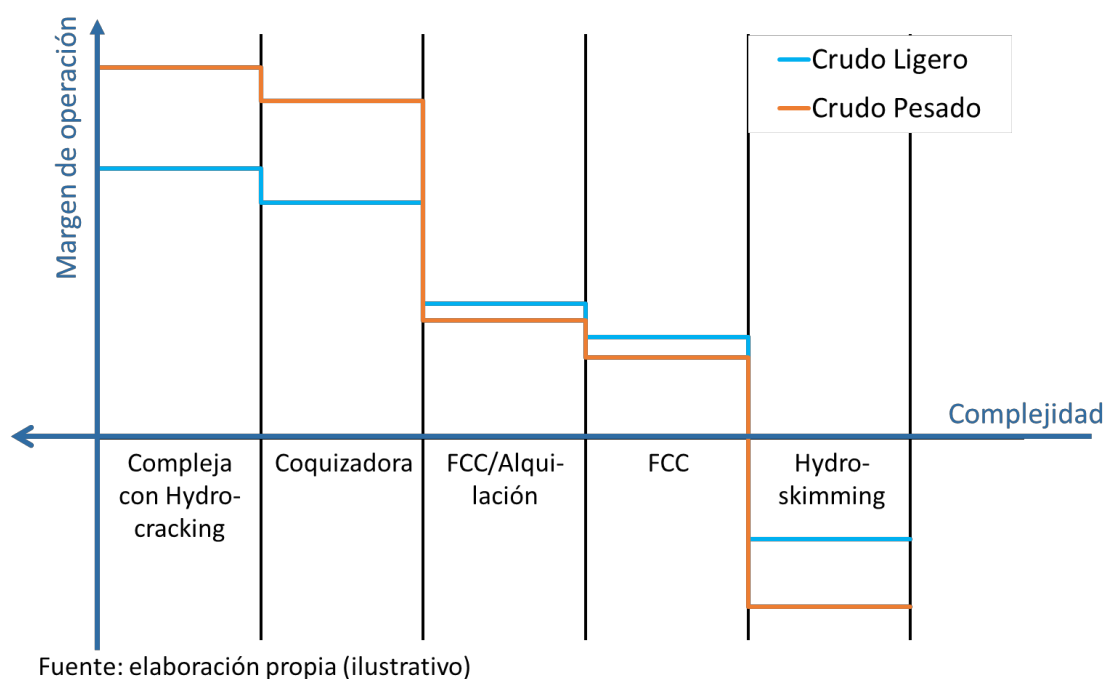 Margen de operación
Crudo Ligero
Crudo Pesado
Complejidad
Compleja
con Hydro-
cracking
Coquizadora
FCC/Alqui-
lación
FCC
Hydro-
skimming
Fuente: elaboración propia (ilustrativo)